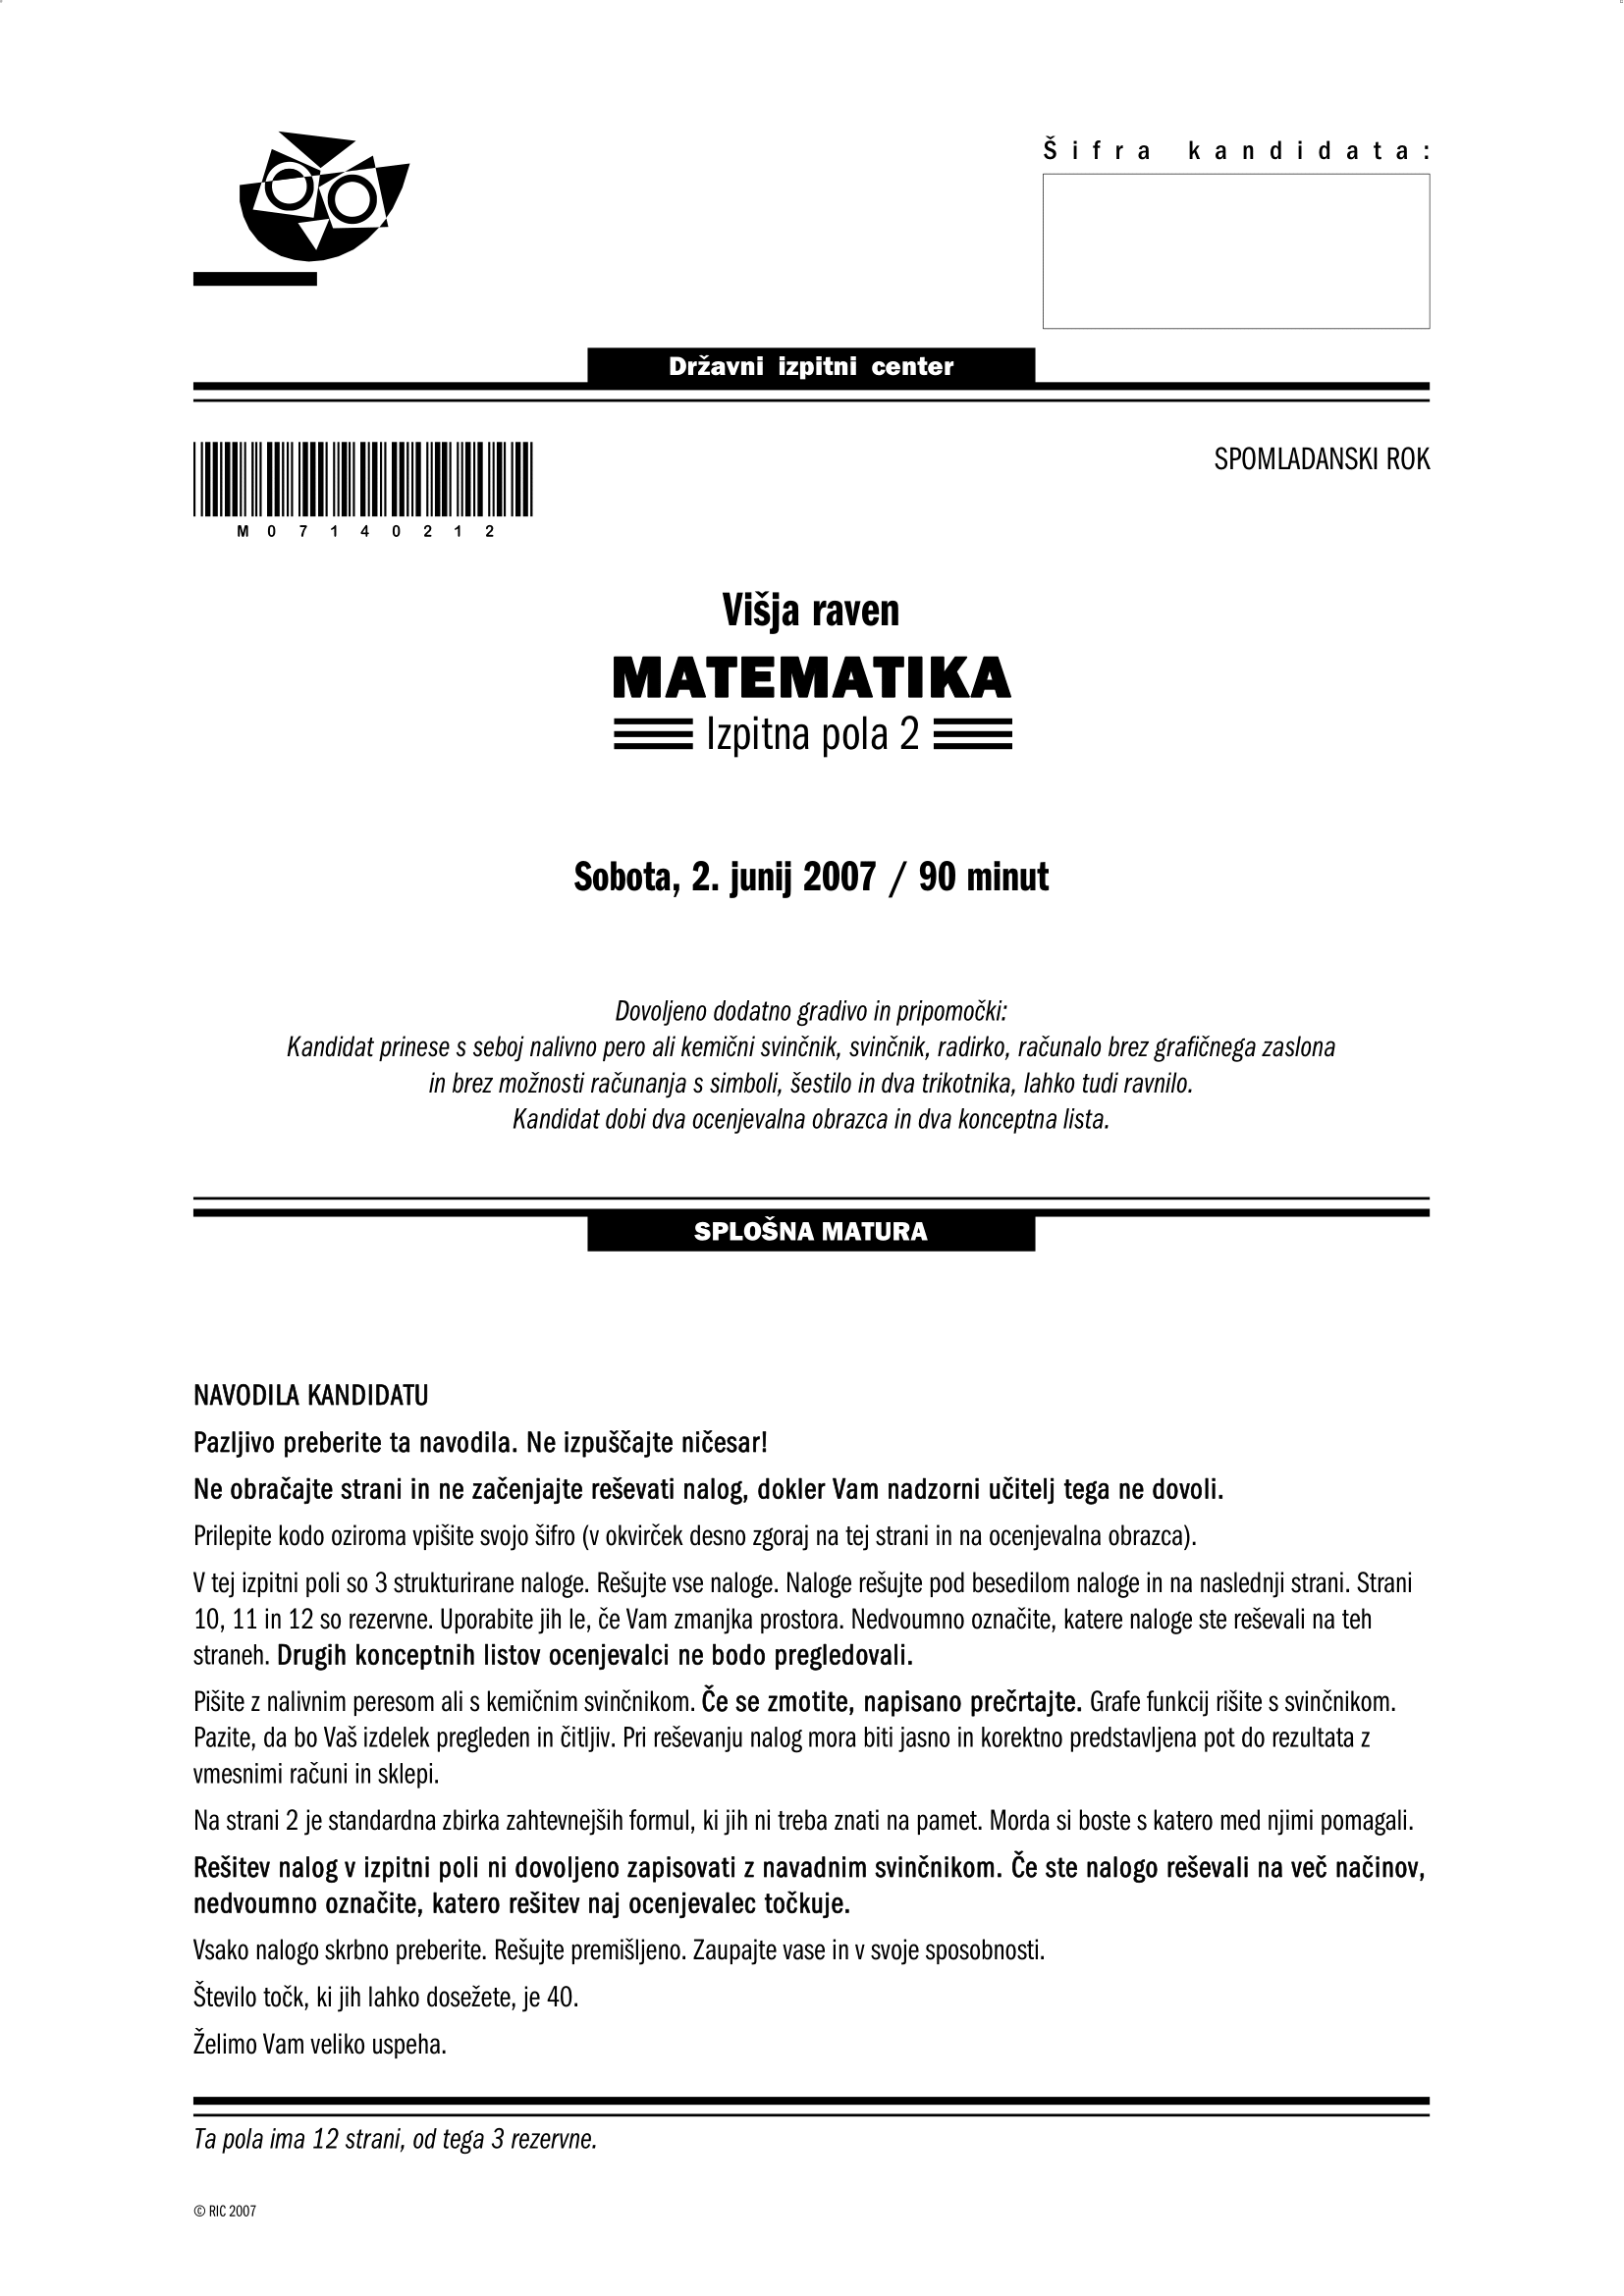 Šifra kandidata:
Državni izpitni center
SPOMLADANSKI ROK
M07140212
Višja raven
MATEMATIKA
Izpitna pola 2
Sobota, 2. junij 2007 / 90 minut
Dovoljeno dodatno gradivo in pripomočki:
Kandidat prinese s seboj nalivno pero ali kemični svinčnik, svinčnik, radirko, računalo brez grafičnega zaslona
in brez možnosti računanja s simboli, šestilo in dva trikotnika, lahko tudi ravnilo.
Kandidat dobi dva ocenjevalna obrazca in dva konceptna lista.
SPLOŠNA MATURA
NAVODILA KANDIDATU
Pazljivo preberite ta navodila. Ne izpuščajte ničesar!
Ne obračajte strani in ne začenjajte reševati nalog, dokler Vam nadzorni učitelj tega ne dovoli.
Prilepite kodo oziroma vpišite svojo šifro (v okvirček desno zgoraj na tej strani in na ocenjevalna obrazca).
V tej izpitni poli so 3 strukturirane naloge. Rešujte vse naloge. Naloge rešujte pod besedilom naloge in na naslednji strani. Strani
10, 11 in 12 so rezervne. Uporabite jih le, če Vam zmanjka prostora. Nedvoumno označite, katere naloge ste reševali na teh
straneh. Drugih konceptnih listov ocenjevalci ne bodo pregledovali.
Pišite z nalivnim peresom ali s kemičnim svinčnikom. Če se zmotite, napisano prečrtajte. Grafe funkcij rišite s svinčnikom.
Pazite, da bo Vaš izdelek pregleden in čitljiv. Pri reševanju nalog mora biti jasno in korektno predstavljena pot do rezultata z
vmesnimi računi in sklepi.
Na strani 2 je standardna zbirka zahtevnejših formul, ki jih ni treba znati na pamet. Morda si boste s katero med njimi pomagali.
Rešitev nalog v izpitni poli ni dovoljeno zapisovati z navadnim svinčnikom. Če ste nalogo reševali na več načinov,
nedvoumno označite, katero rešitev naj ocenjevalec točkuje.
Vsako nalogo skrbno preberite. Rešujte premišljeno. Zaupajte vase in v svoje sposobnosti.
Število točk, ki jih lahko dosežete, je 40.
Želimo Vam veliko uspeha.
Ta pola ima 12 strani, od tega 3 rezervne.
© RIC 2007